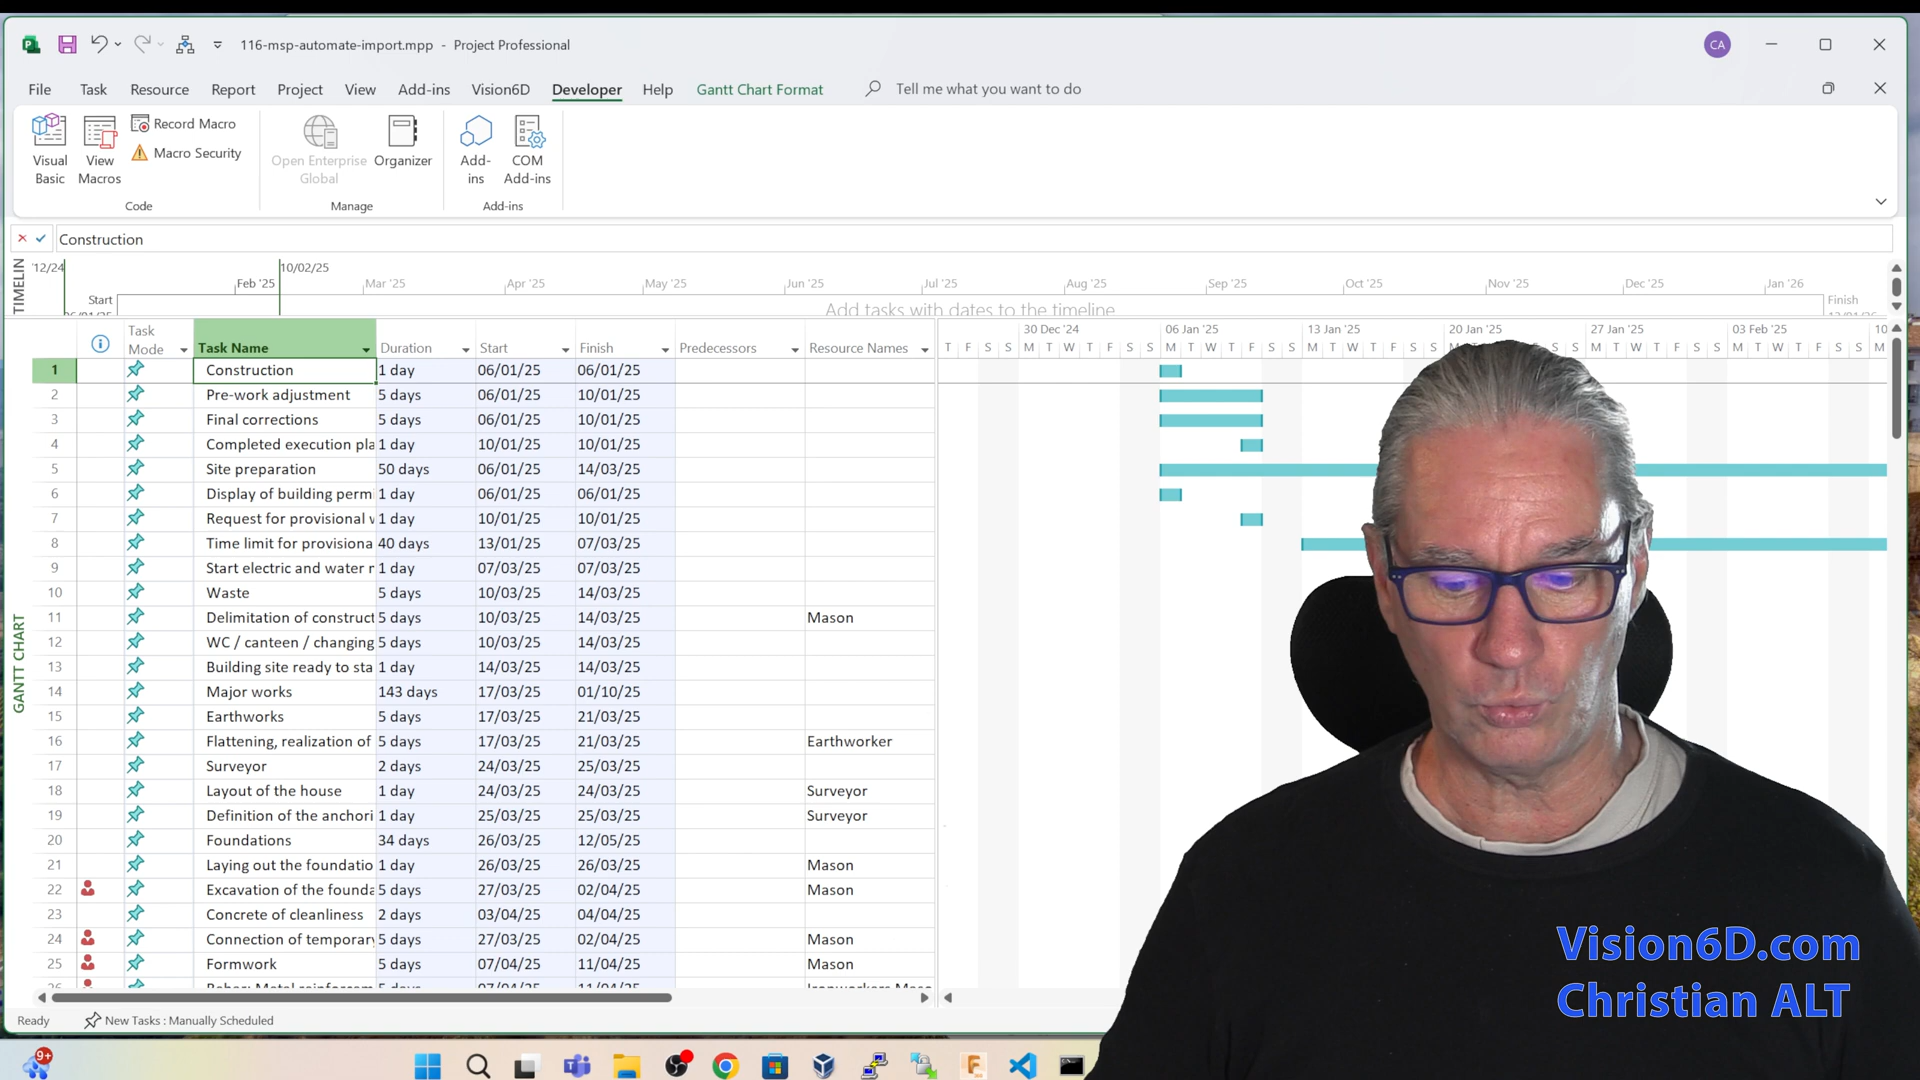 116-msp-automate-import.mpp - Project Professional
CA
File Task Resource Report Project View Add-ins Vision6D Developer Help Gantt Chart Format Tell me what you want to do
Visual Basic
View Macros
Record Macro
Macro Security
Code
Open Enterprise Global
Organizer
Manage
Add-ins
COM Add-ins
Add-ins
Construction
TIMELIN
'12/24
10/02/25
Feb '25 Mar '25 Apr '25 May '25 Jun '25 Jul '25 Aug '25 Sep '25 Oct '25 Nov '25 Dec '25 Jan '26
Start
Add tasks with dates to the timeline
Finish
GANTT CHART
Task Mode Task Name Duration Start Finish Predecessors Resource Names
30 Dec '24 06 Jan '25 13 Jan '25 20 Jan '25 27 Jan '25 03 Feb '25 10
T F S S M T W T F S S M T W T F S S M T W T F S S M T W T F S S M T W T F S S M T W T F S S M
1 Construction 1 day 06/01/25 06/01/25
2 Pre-work adjustment 5 days 06/01/25 10/01/25
3 Final corrections 5 days 06/01/25 10/01/25
4 Completed execution pla 1 day 10/01/25 10/01/25
5 Site preparation 50 days 06/01/25 14/03/25
6 Display of building permi 1 day 06/01/25 06/01/25
7 Request for provisional v 1 day 10/01/25 10/01/25
8 Time limit for provisiona 40 days 13/01/25 07/03/25
9 Start electric and water r 1 day 07/03/25 07/03/25
10 Waste 5 days 10/03/25 14/03/25
11 Delimitation of construct 5 days 10/03/25 14/03/25 Mason
12 WC / canteen / changing 5 days 10/03/25 14/03/25
13 Building site ready to sta 1 day 14/03/25 14/03/25
14 Major works 143 days 17/03/25 01/10/25
15 Earthworks 5 days 17/03/25 21/03/25
16 Flattening, realization of 5 days 17/03/25 21/03/25 Earthworker
17 Surveyor 2 days 24/03/25 25/03/25
18 Layout of the house 1 day 24/03/25 24/03/25 Surveyor
19 Definition of the anchori 1 day 25/03/25 25/03/25 Surveyor
20 Foundations 34 days 26/03/25 12/05/25
21 Laying out the foundatio 1 day 26/03/25 26/03/25 Mason
22 Excavation of the founda 5 days 27/03/25 02/04/25 Mason
23 Concrete of cleanliness 2 days 03/04/25 04/04/25
24 Connection of temporary 5 days 27/03/25 02/04/25 Mason
25 Formwork 5 days 07/04/25 11/04/25 Mason
Ready New Tasks : Manually Scheduled
9+
Vision6D.com
Christian ALT